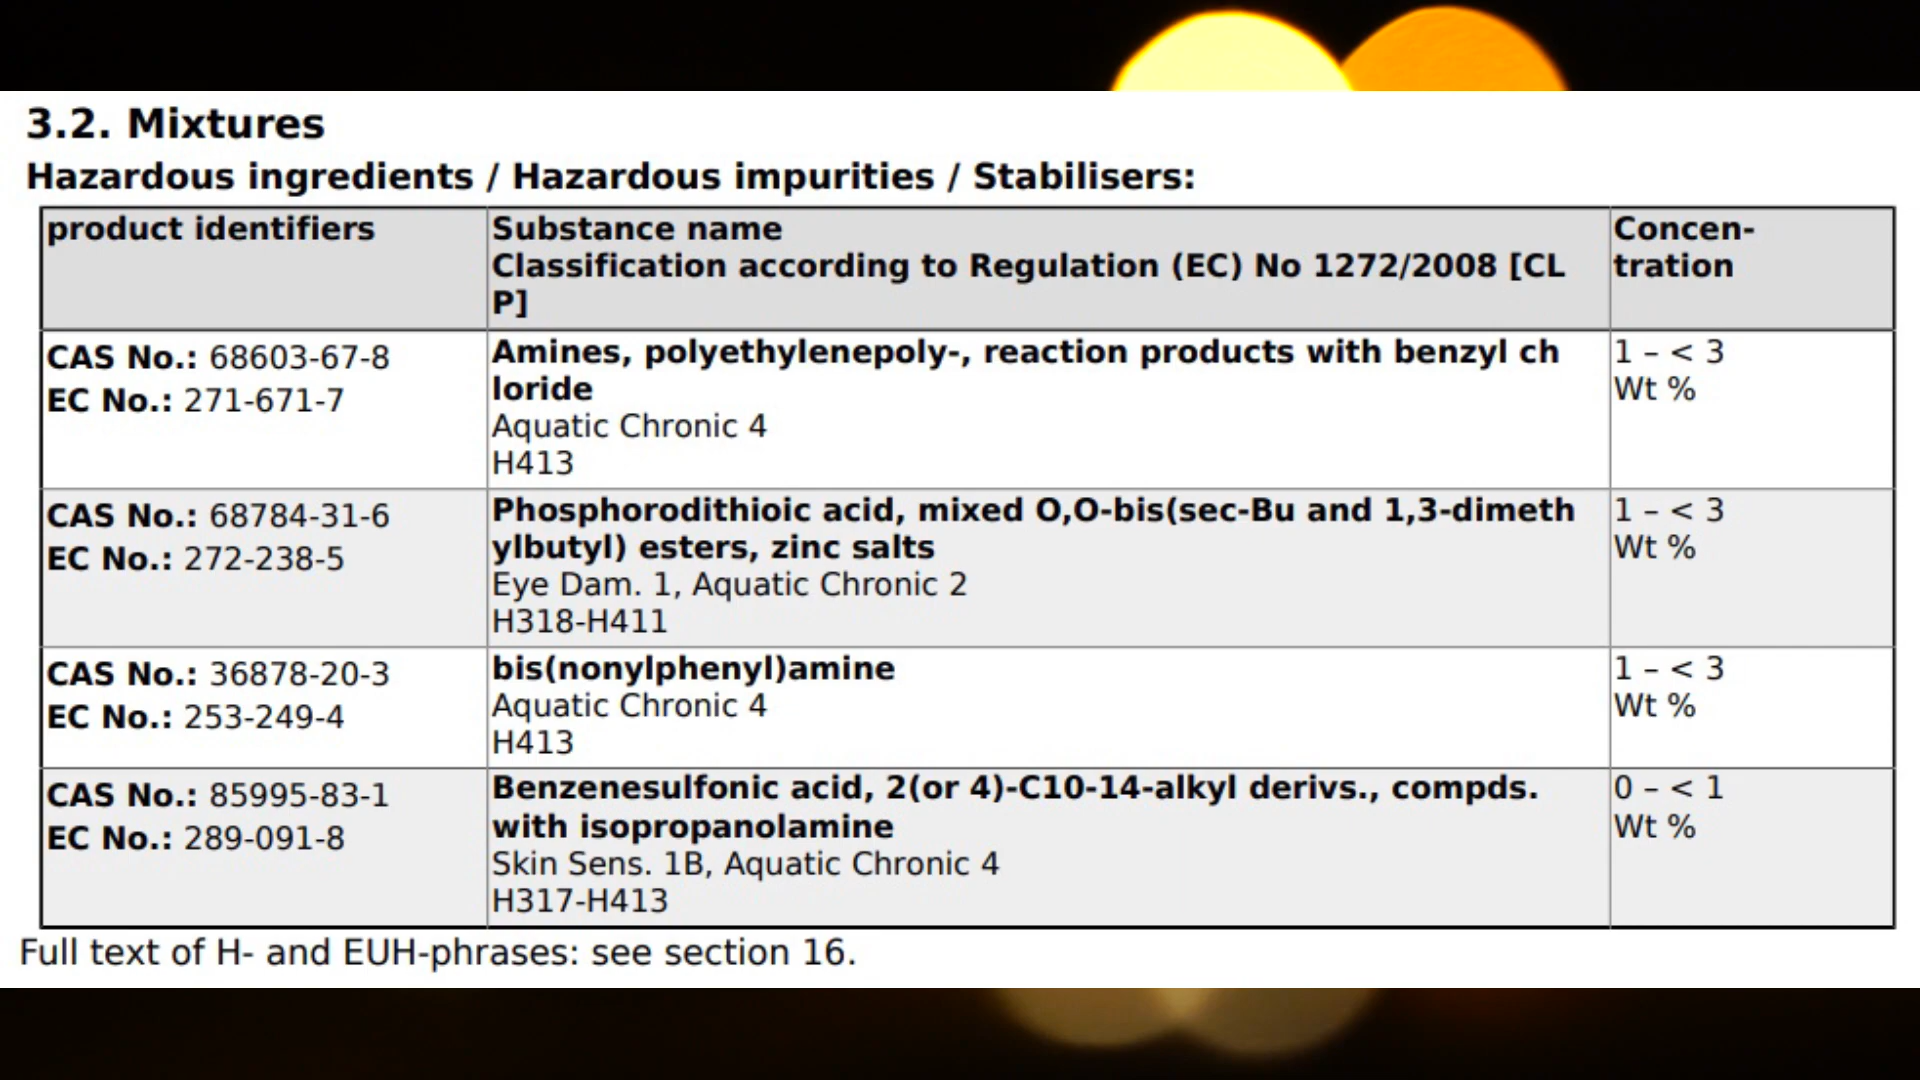 3.2. Mixtures
Hazardous ingredients / Hazardous impurities / Stabilisers:
product identifiers
Substance name
Classification according to Regulation (EC) No 1272/2008 [CL
P]
Concen-
tration
CAS No.: 68603-67-8
EC No.: 271-671-7
Amines, polyethylenepoly-, reaction products with benzyl ch
loride
Aquatic Chronic 4
H413
1 – < 3
Wt %
CAS No.: 68784-31-6
EC No.: 272-238-5
Phosphorodithioic acid, mixed O,O-bis(sec-Bu and 1,3-dimeth
ylbutyl) esters, zinc salts
Eye Dam. 1, Aquatic Chronic 2
H318-H411
1 – < 3
Wt %
CAS No.: 36878-20-3
EC No.: 253-249-4
bis(nonylphenyl)amine
Aquatic Chronic 4
H413
1 – < 3
Wt %
CAS No.: 85995-83-1
EC No.: 289-091-8
Benzenesulfonic acid, 2(or 4)-C10-14-alkyl derivs., compds.
with isopropanolamine
Skin Sens. 1B, Aquatic Chronic 4
H317-H413
0 – < 1
Wt %
Full text of H- and EUH-phrases: see section 16.